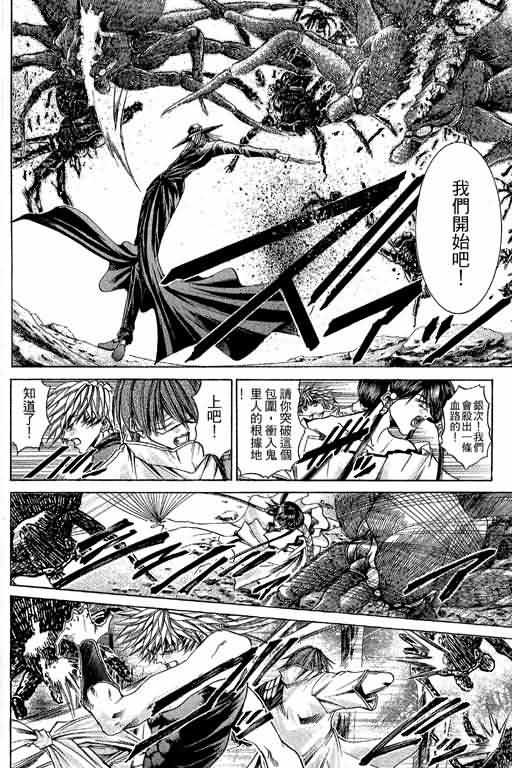 我們開始吧！
銀次！我們
會殺出一條
血路的！
請你突破這個
包圍，衝入鬼
里人的根據地
！
上吧！
知道了！